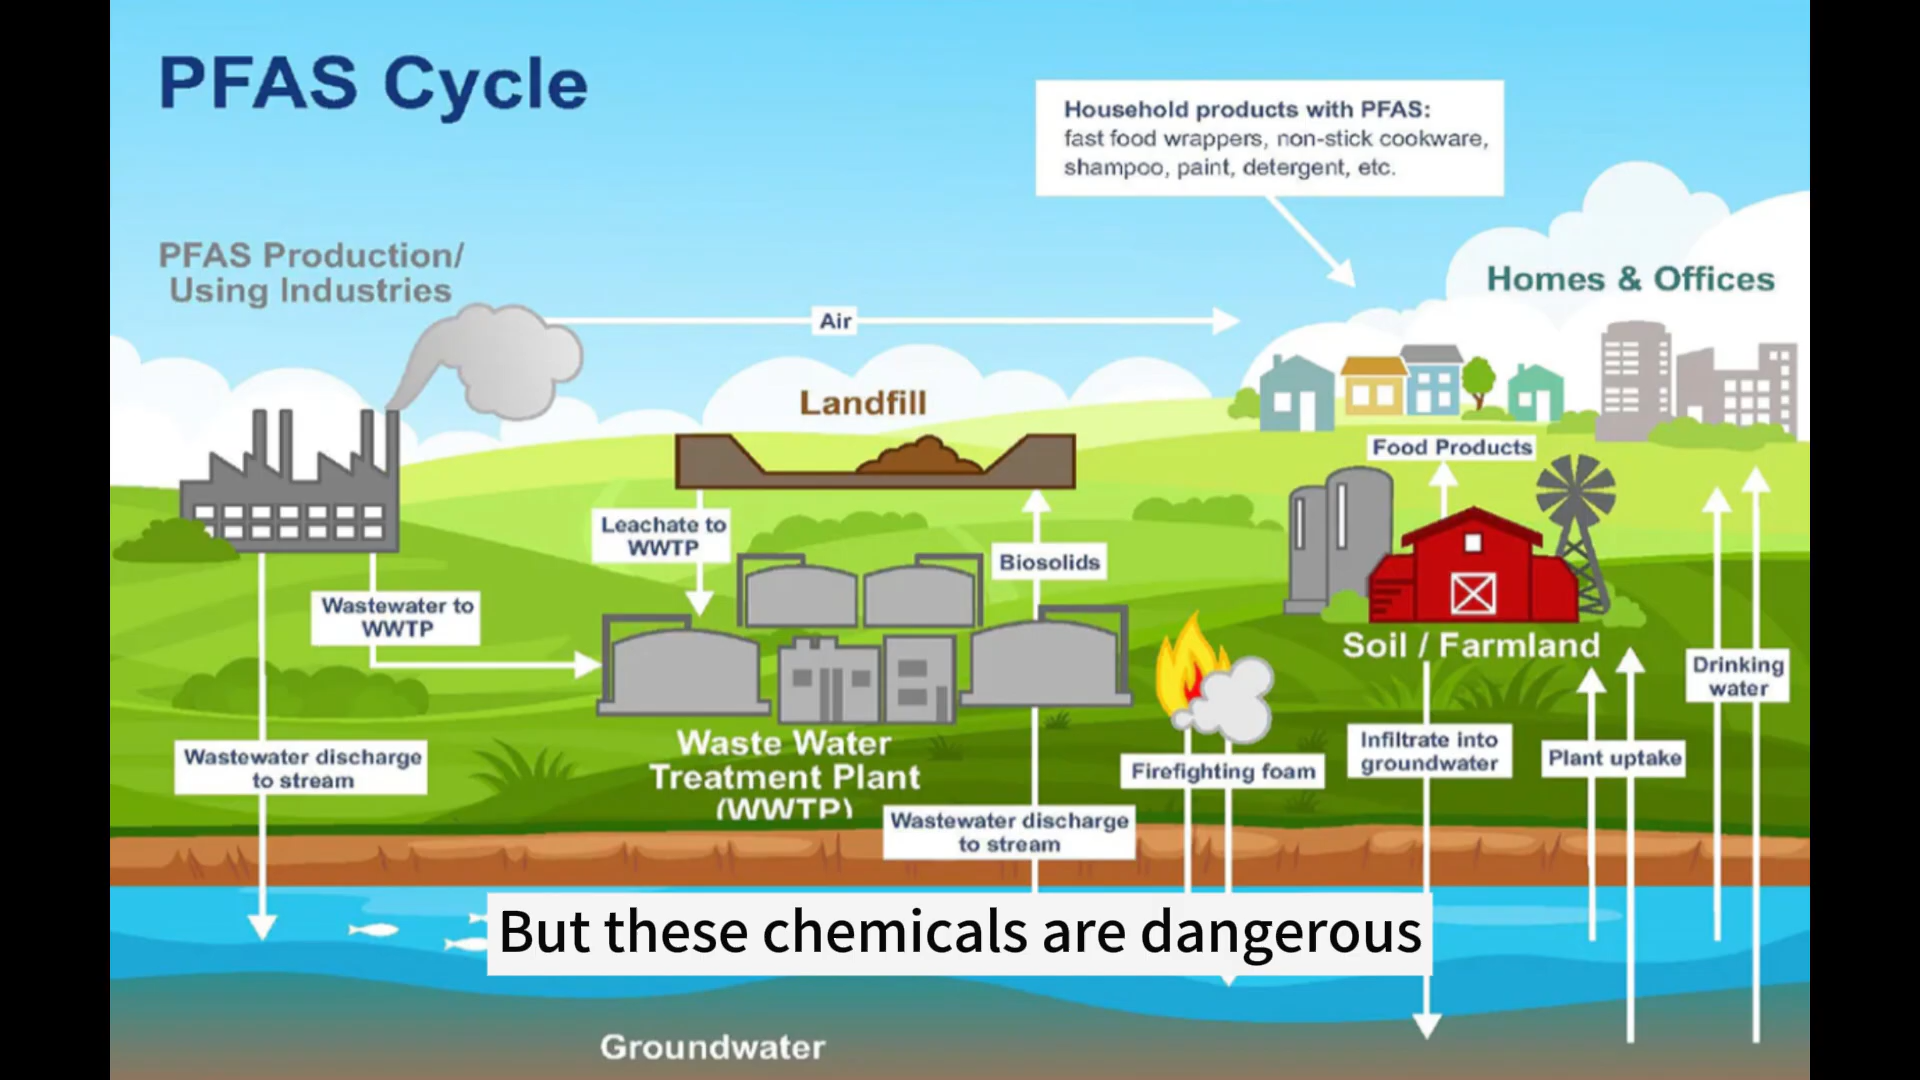 PFAS Cycle
Household products with PFAS:
fast food wrappers, non-stick cookware,
shampoo, paint, detergent, etc.
PFAS Production/
Using Industries
Homes & Offices
Air
Landfill
Food Products
Leachate to
WWTP
Biosolids
Wastewater to
WWTP
Soil / Farmland
Drinking
water
Waste Water
Treatment Plant
(WWTP)
Wastewater discharge
to stream
Firefighting foam
Infiltrate into
groundwater
Plant uptake
Wastewater discharge
to stream
But these chemicals are dangerous
Groundwater